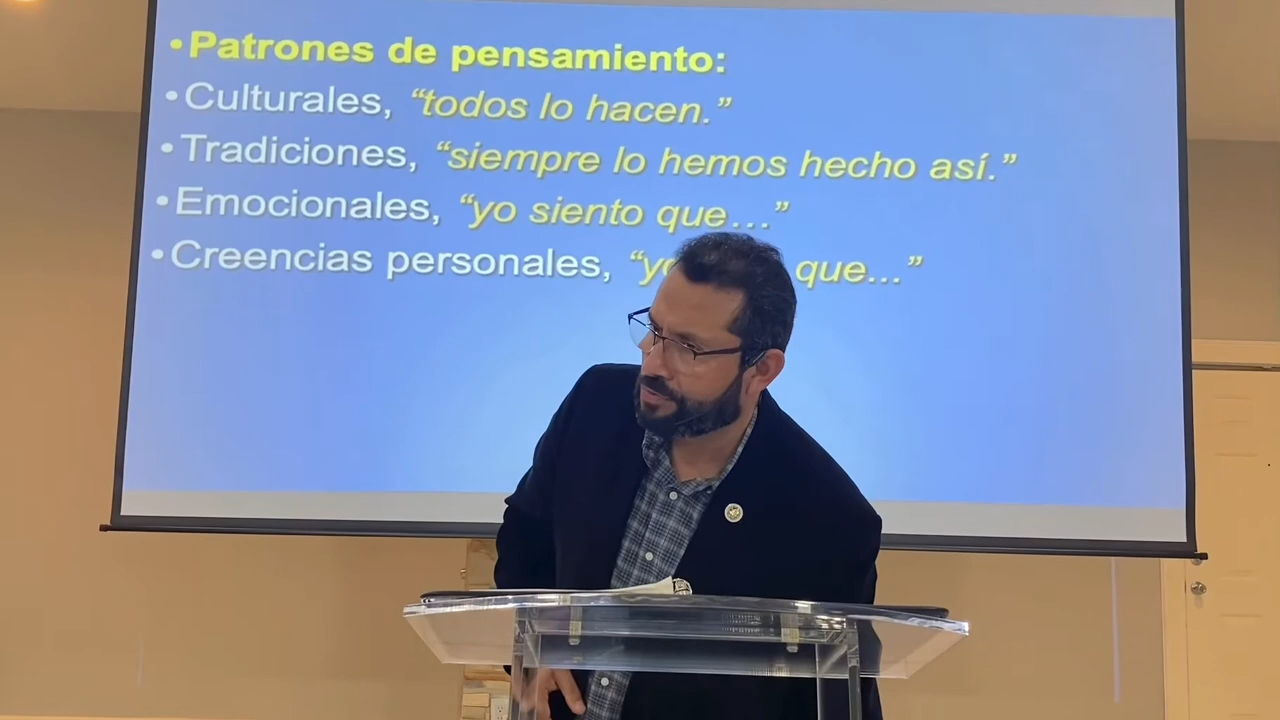 •Patrones de pensamiento:
•Culturales, “todos lo hacen.”
•Tradiciones, “siempre lo hemos hecho así.”
•Emocionales, “yo siento que…”
•Creencias personales, “yo que...”